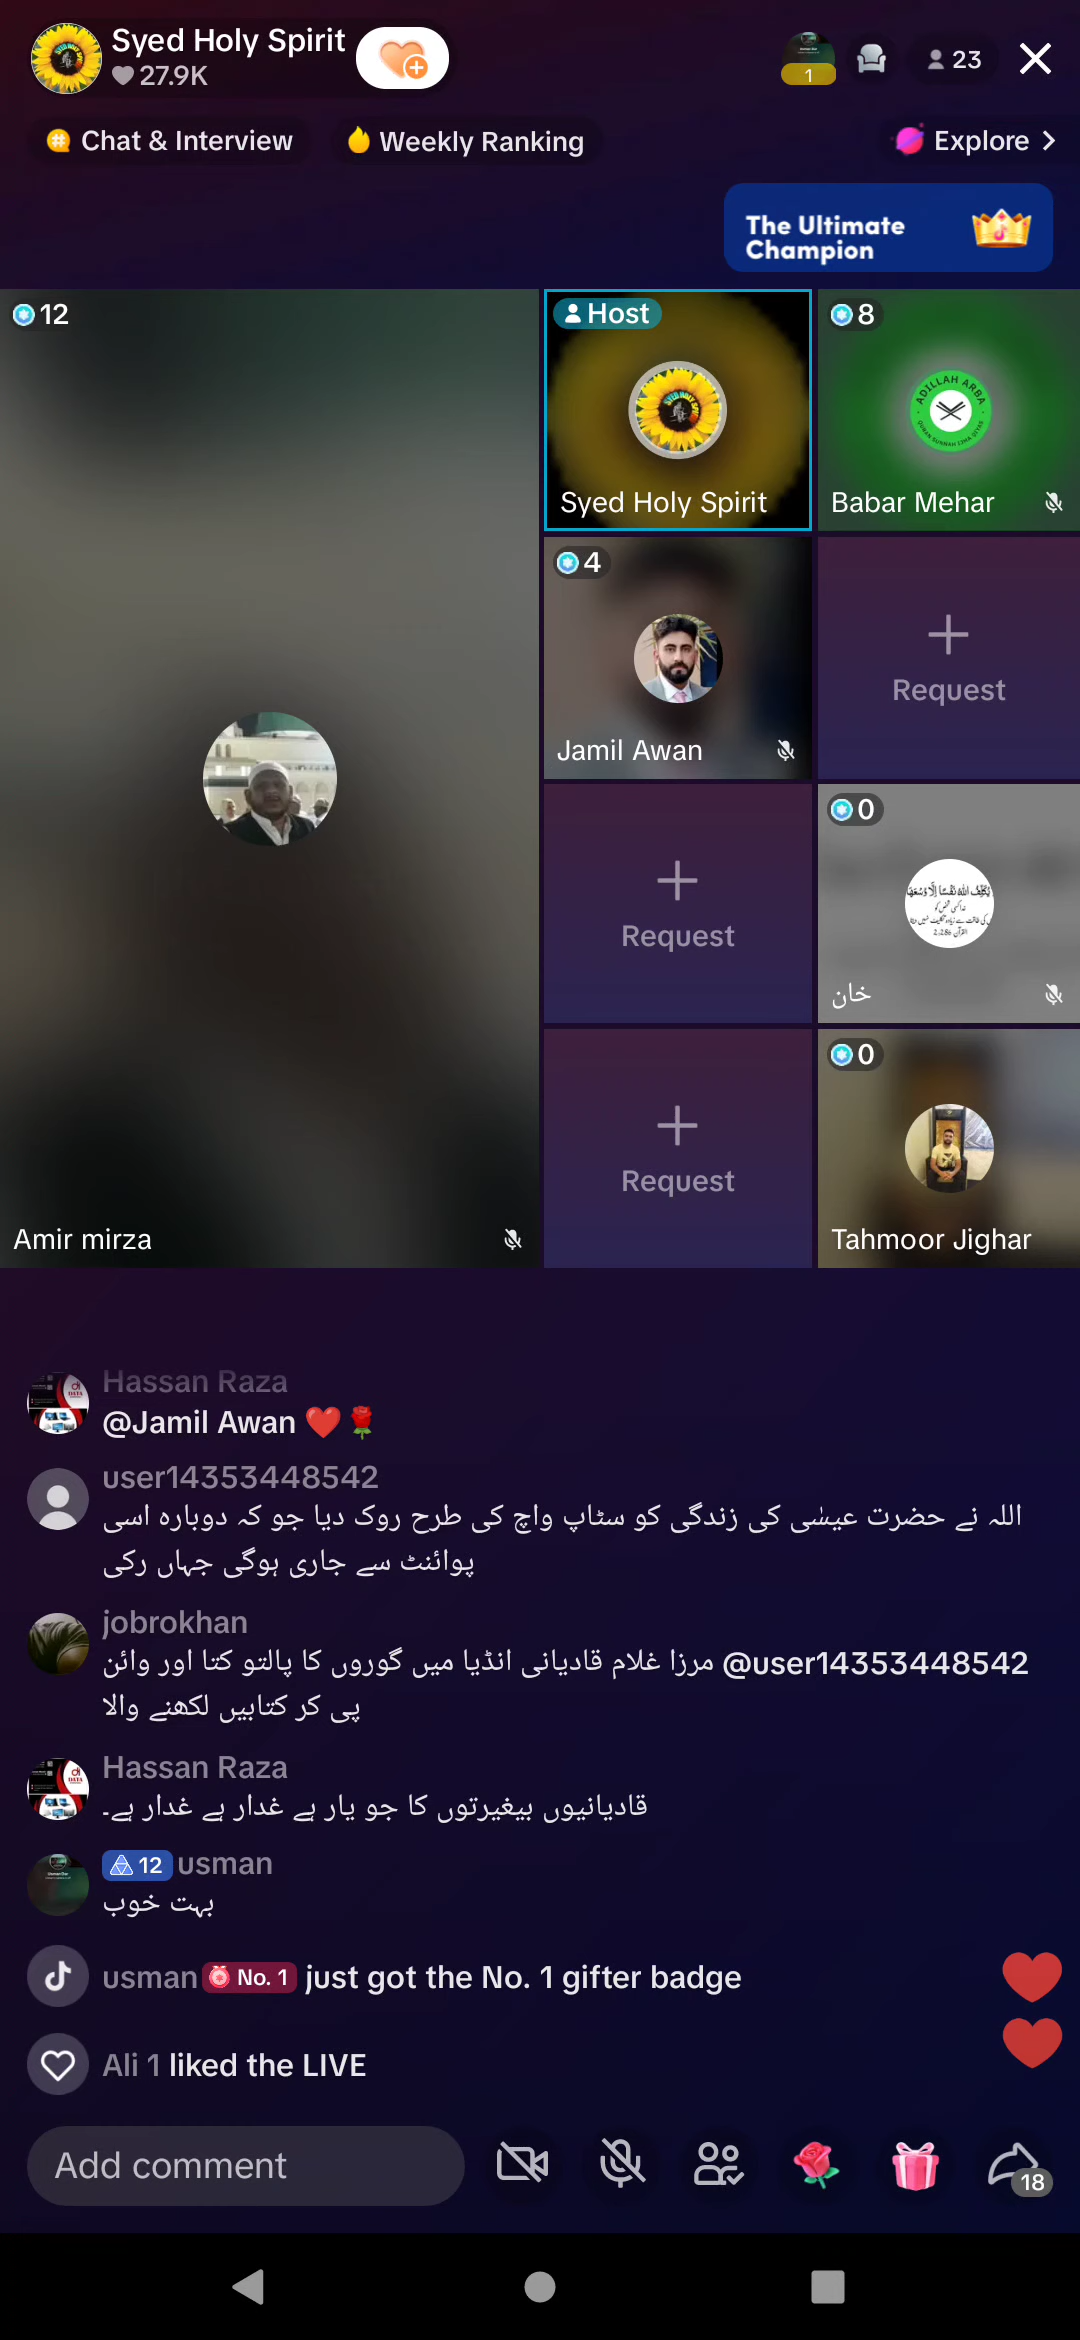 Syed Holy Spirit
27.9K
1
23
Chat & Interview
Weekly Ranking
Explore
The Ultimate
Champion
12
Host
8
ADILLAH ARBA
Syed Holy Spirit
Babar Mehar
4
Request
Jamil Awan
Request
0
خان
0
Request
Amir mirza
Tahmoor Jighar
Hassan Raza
@Jamil Awan ❤️🌹
user14353448542
اللہ نے حضرت عیسٰی کی زندگی کو سٹاپ واچ کی طرح روک دیا جو کہ دوبارہ اسی
پوائنٹ سے جاری ہوگی جہاں رکی
jobrokhan
@user14353448542 مرزا غلام قادیانی انڈیا میں گوروں کا پالتو کتا اور وائن
پی کر کتابیں لکھنے والا
Hassan Raza
قادیانیوں بیغیرتوں کا جو یار ہے غدار ہے غدار ہے۔
12 usman
بہت خوب
usman No. 1 just got the No. 1 gifter badge
Ali 1 liked the LIVE
Add comment
18